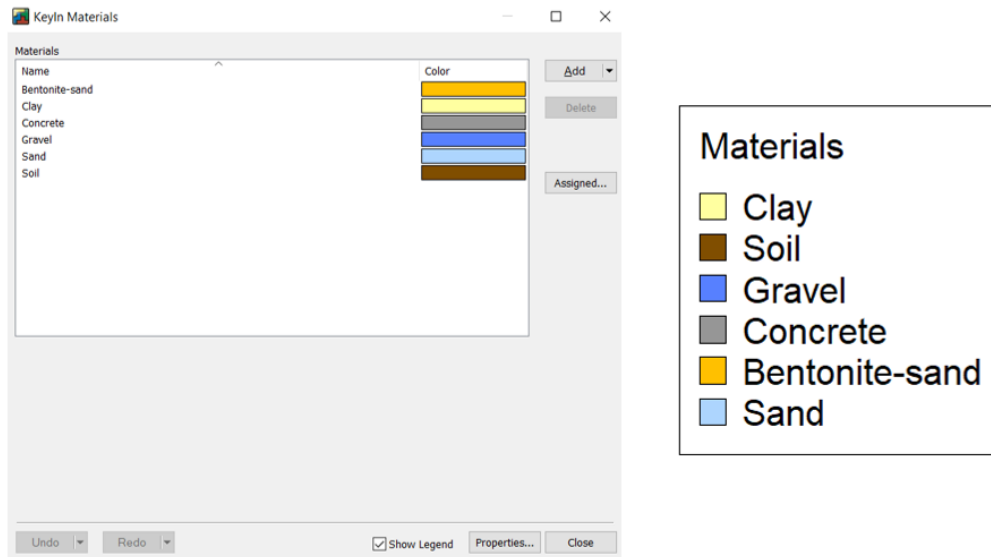 KeyIn Materials
Materials
Name Color
Bentonite-sand
Clay
Concrete
Gravel
Sand
Soil
Add
Delete
Assigned...
Undo Redo Show Legend Properties... Close
Materials
Clay
Soil
Gravel
Concrete
Bentonite-sand
Sand